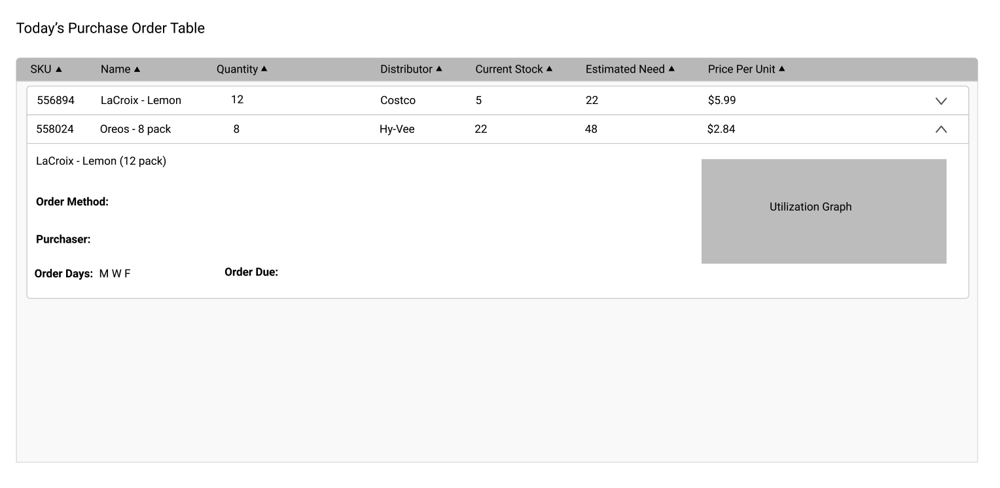 Today’s Purchase Order Table
SKU ▲ Name ▲ Quantity ▲ Distributor ▲ Current Stock ▲ Estimated Need ▲ Price Per Unit ▲
556894 LaCroix - Lemon 12 Costco 5 22 $5.99
558024 Oreos - 8 pack 8 Hy-Vee 22 48 $2.84
LaCroix - Lemon (12 pack)
Order Method:
Utilization Graph
Purchaser:
Order Days: M W F Order Due: